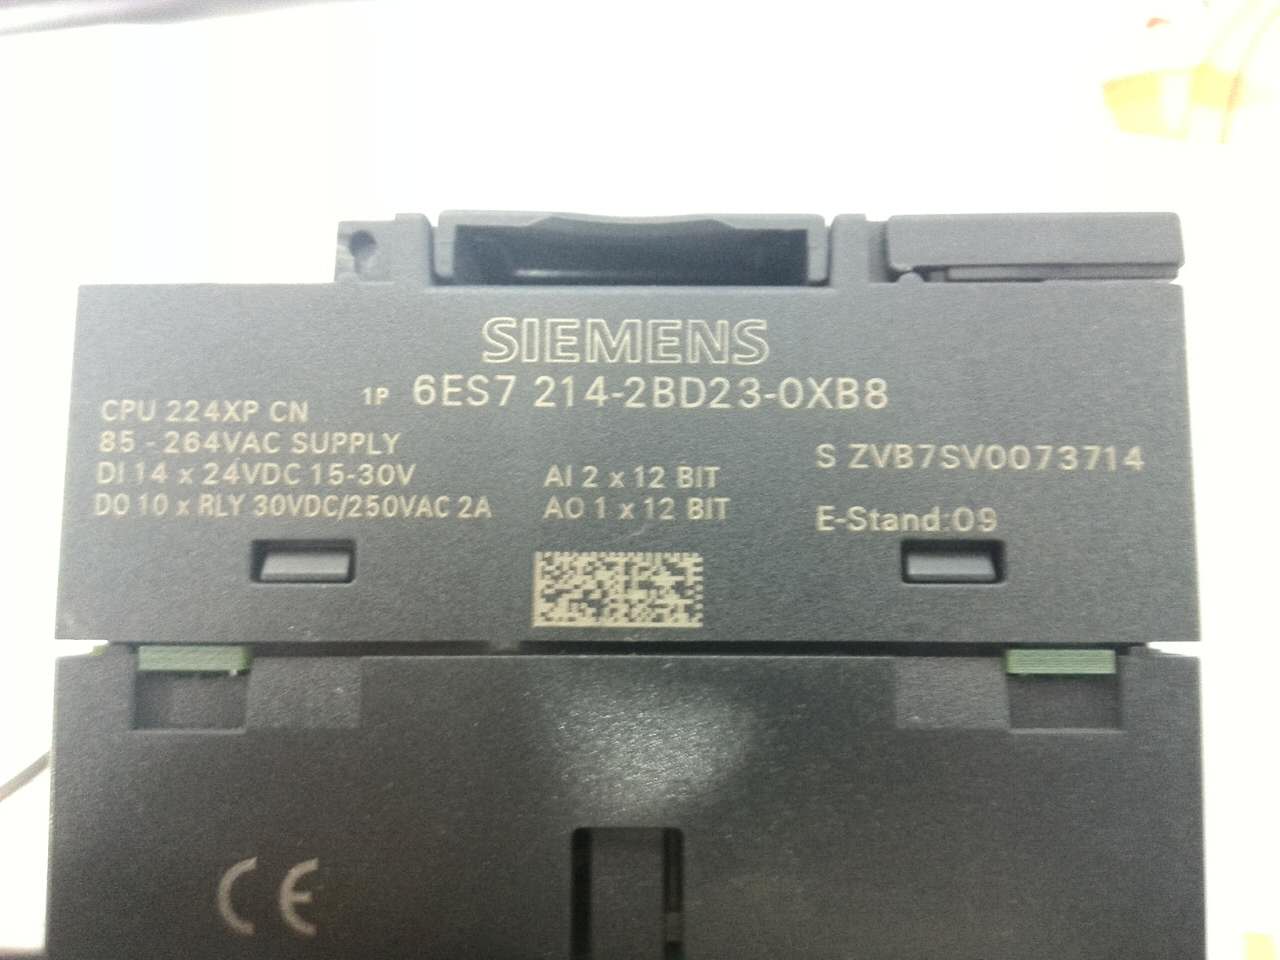 SIEMENS
1P 6ES7 214-2BD23-0XB8
CPU 224XP CN
85 - 264VAC SUPPLY
DI 14 x 24VDC 15-30V
DO 10 x RLY 30VDC/250VAC 2A
AI 2 x 12 BIT
AO 1 x 12 BIT
S ZVB7SV0073714
E-Stand:09
CE